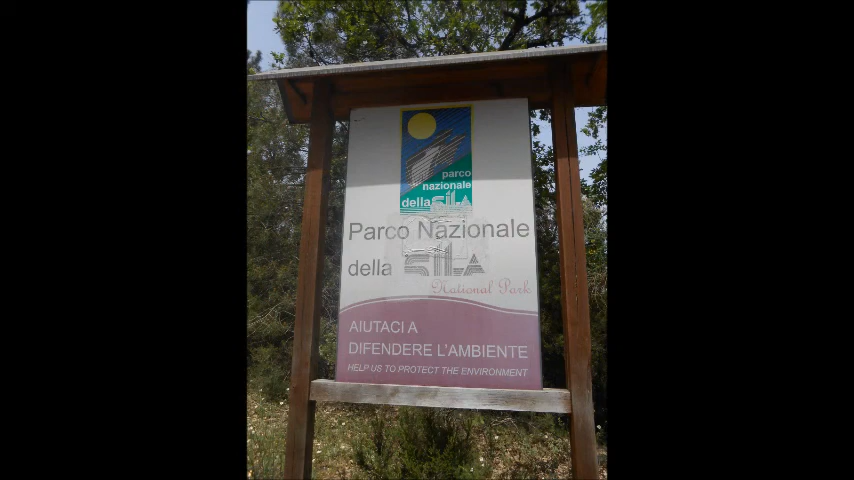 parco
nazionale
della SILA
Parco Nazionale
della SILA
National Park
AIUTACI A
DIFENDERE L'AMBIENTE
HELP US TO PROTECT THE ENVIRONMENT